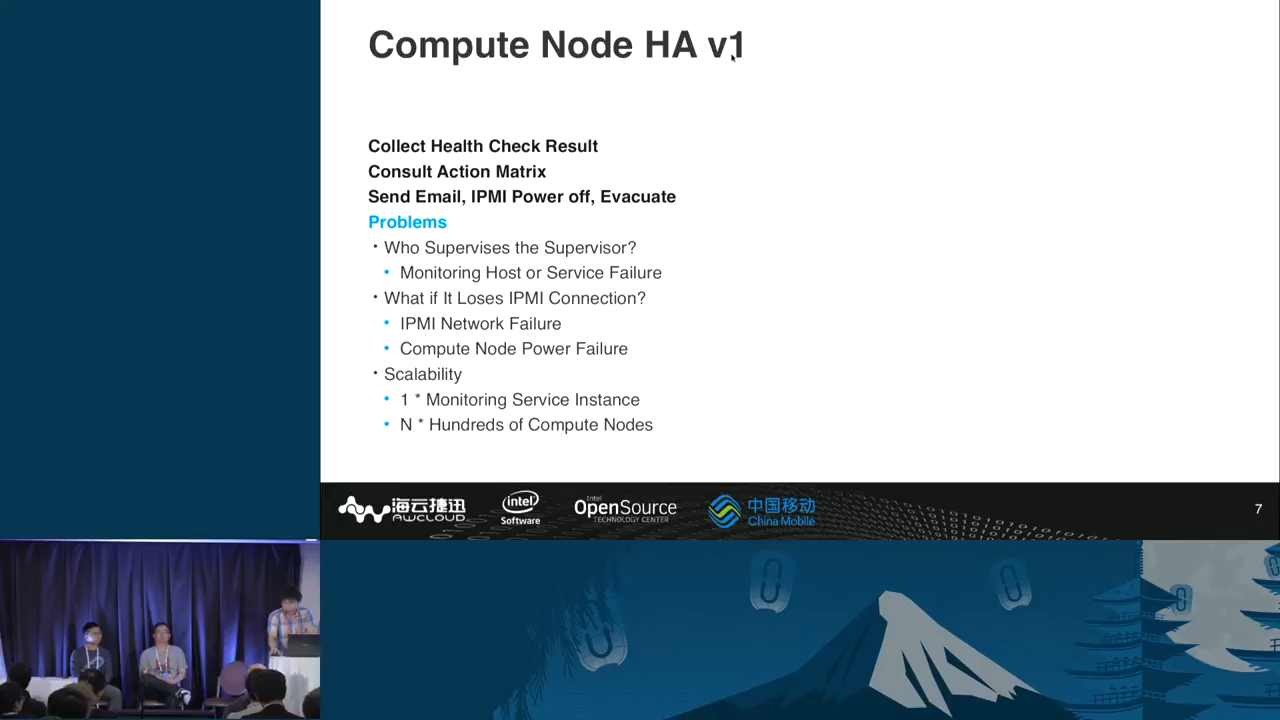 Compute Node HA v1
Collect Health Check Result
Consult Action Matrix
Send Email, IPMI Power off, Evacuate
Problems
· Who Supervises the Supervisor?
• Monitoring Host or Service Failure
· What if It Loses IPMI Connection?
• IPMI Network Failure
• Compute Node Power Failure
· Scalability
• 1 * Monitoring Service Instance
• N * Hundreds of Compute Nodes
海云捷迅
AWCLOUD
intel
Software
Intel
OpenSource
TECHNOLOGY CENTER
中国移动
China Mobile
7